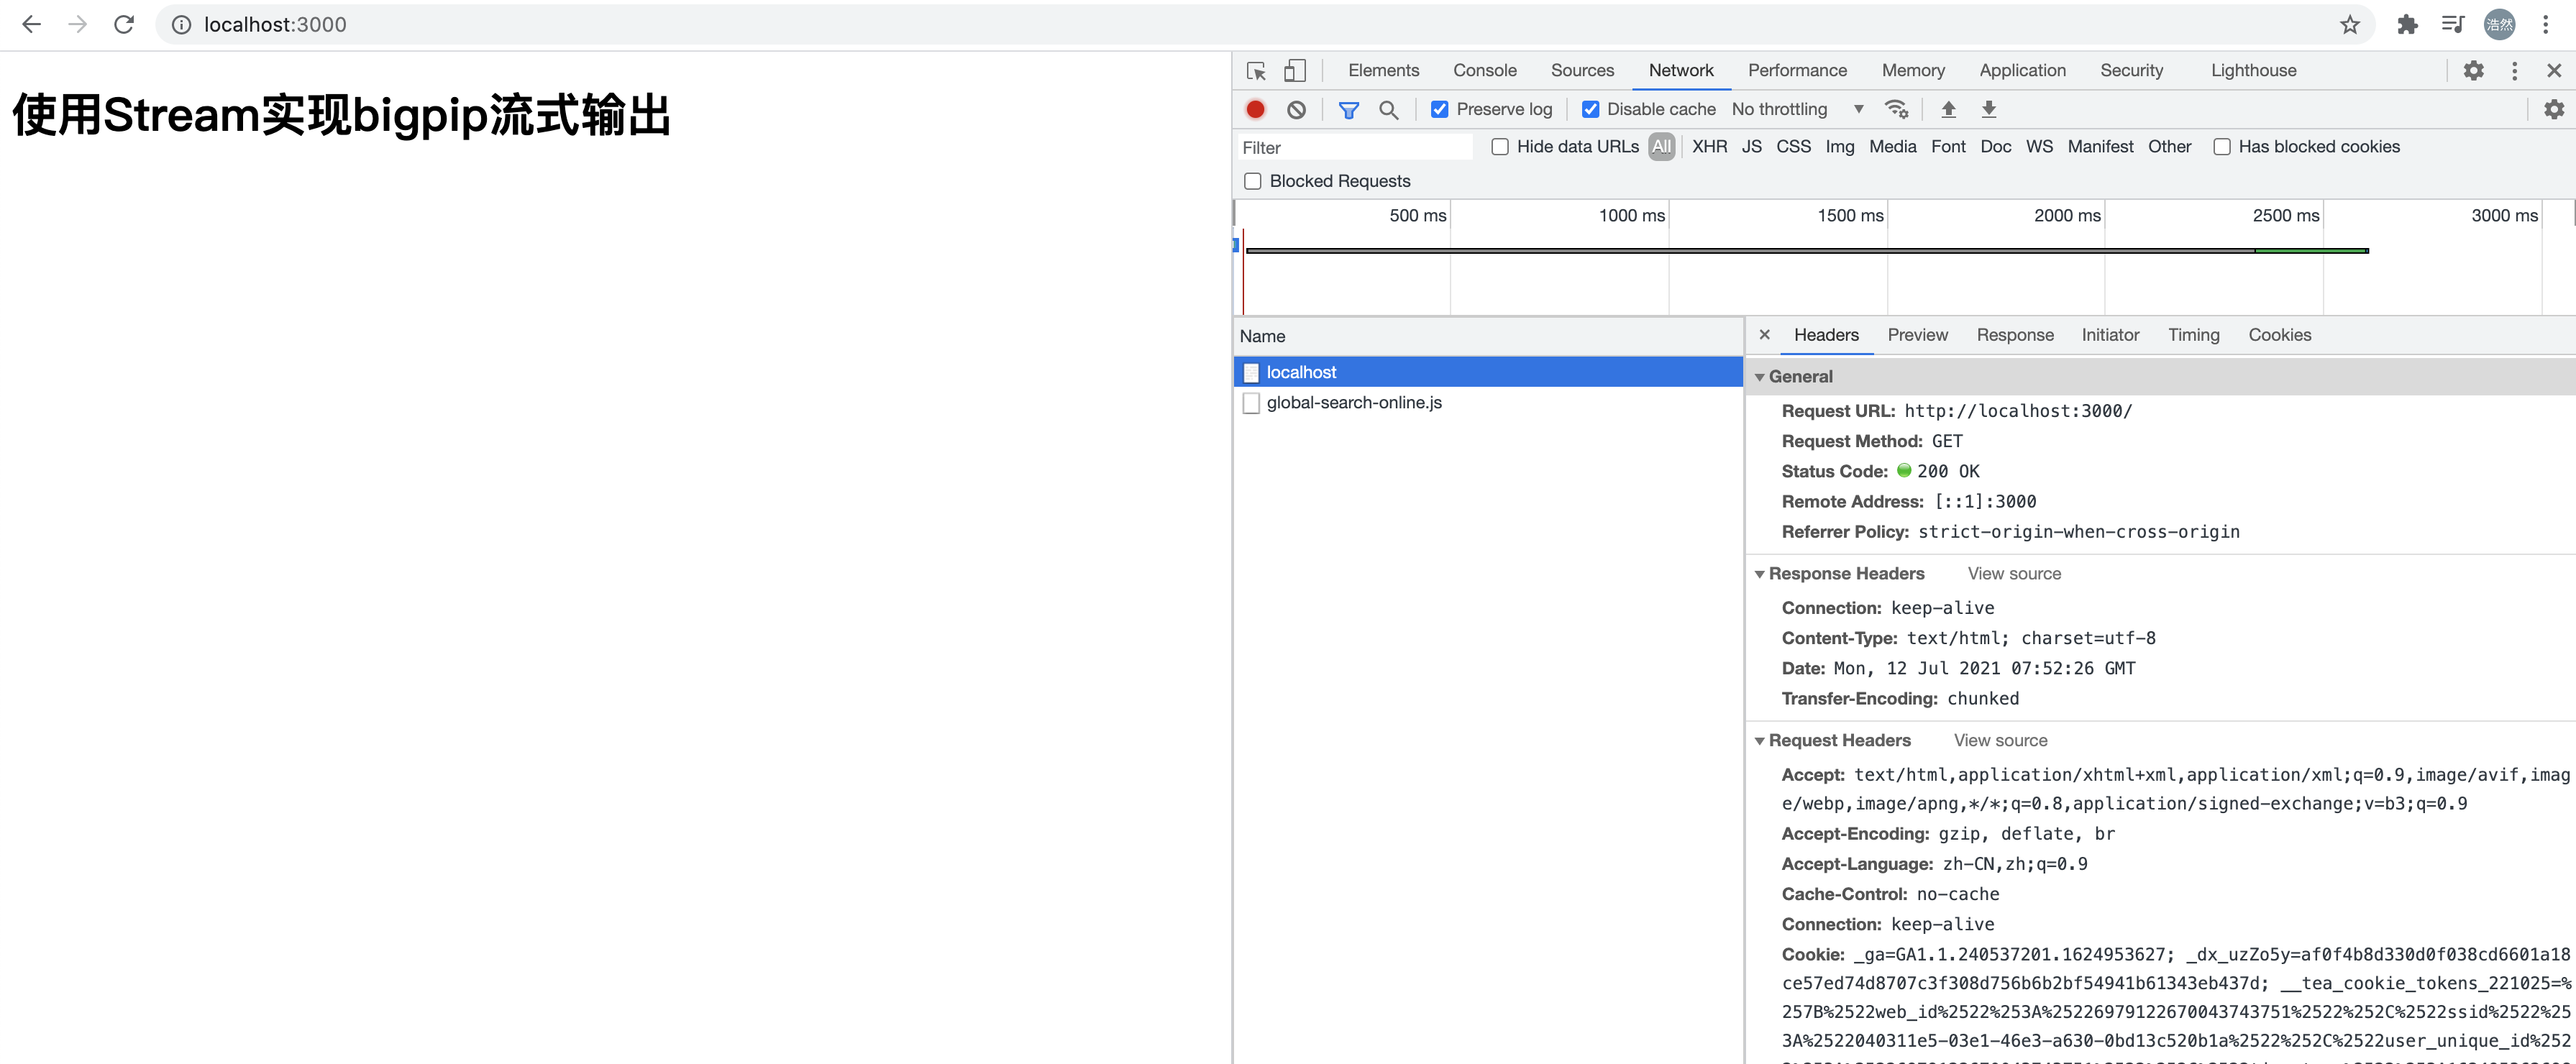 localhost:3000
浩然
使用Stream实现bigpip流式输出
Elements Console Sources Network Performance Memory Application Security Lighthouse
Preserve log Disable cache No throttling
Filter Hide data URLs All XHR JS CSS Img Media Font Doc WS Manifest Other Has blocked cookies
Blocked Requests
500 ms 1000 ms 1500 ms 2000 ms 2500 ms 3000 ms
Name
localhost
global-search-online.js
Headers Preview Response Initiator Timing Cookies
General
Request URL: http://localhost:3000/
Request Method: GET
Status Code: 200 OK
Remote Address: [::1]:3000
Referrer Policy: strict-origin-when-cross-origin
Response Headers View source
Connection: keep-alive
Content-Type: text/html; charset=utf-8
Date: Mon, 12 Jul 2021 07:52:26 GMT
Transfer-Encoding: chunked
Request Headers View source
Accept: text/html,application/xhtml+xml,application/xml;q=0.9,image/avif,imag
e/webp,image/apng,*/*;q=0.8,application/signed-exchange;v=b3;q=0.9
Accept-Encoding: gzip, deflate, br
Accept-Language: zh-CN,zh;q=0.9
Cache-Control: no-cache
Connection: keep-alive
Cookie: _ga=GA1.1.240537201.1624953627; _dx_uzZo5y=af0f4b8d330d0f038cd6601a18
ce57ed74d8707c3f308d756b6b2bf54941b61343eb437d; __tea_cookie_tokens_221025=%
257B%2522web_id%2522%253A%25226979122670043743751%2522%252C%2522ssid%2522%25
3A%2522040311e5-03e1-46e3-a630-0bd13c520b1a%2522%252C%2522user_unique_id%252